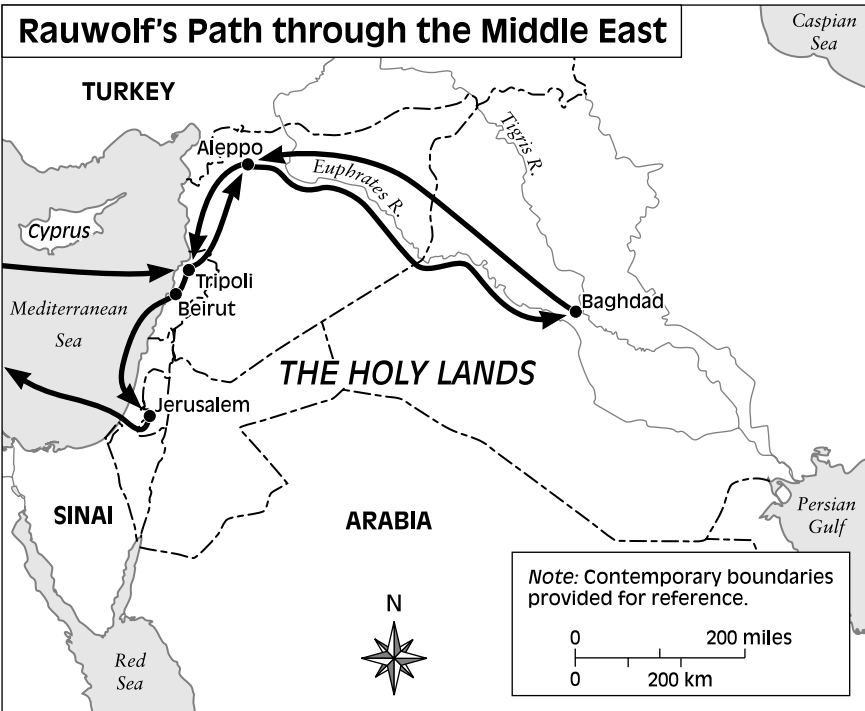 Rauwolf's Path through the Middle East
Caspian
Sea
TURKEY
Tigris R.
Aleppo
Euphrates R.
Cyprus
Tripoli
Baghdad
Beirut
Mediterranean
Sea
THE HOLY LANDS
Jerusalem
SINAI
ARABIA
Persian
Gulf
Note: Contemporary boundaries
provided for reference.
N
0 200 miles
0 200 km
Red
Sea